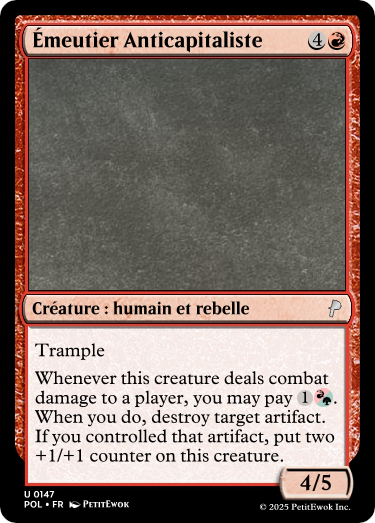 Émeutier Anticapitaliste 4
Créature : humain et rebelle
Trample
Whenever this creature deals combat
damage to a player, you may pay 1 .
When you do, destroy target artifact.
If you controlled that artifact, put two
+1/+1 counter on this creature.
4/5
U 0147
POL • FR PetitEwok
© 2025 PetitEwok Inc.